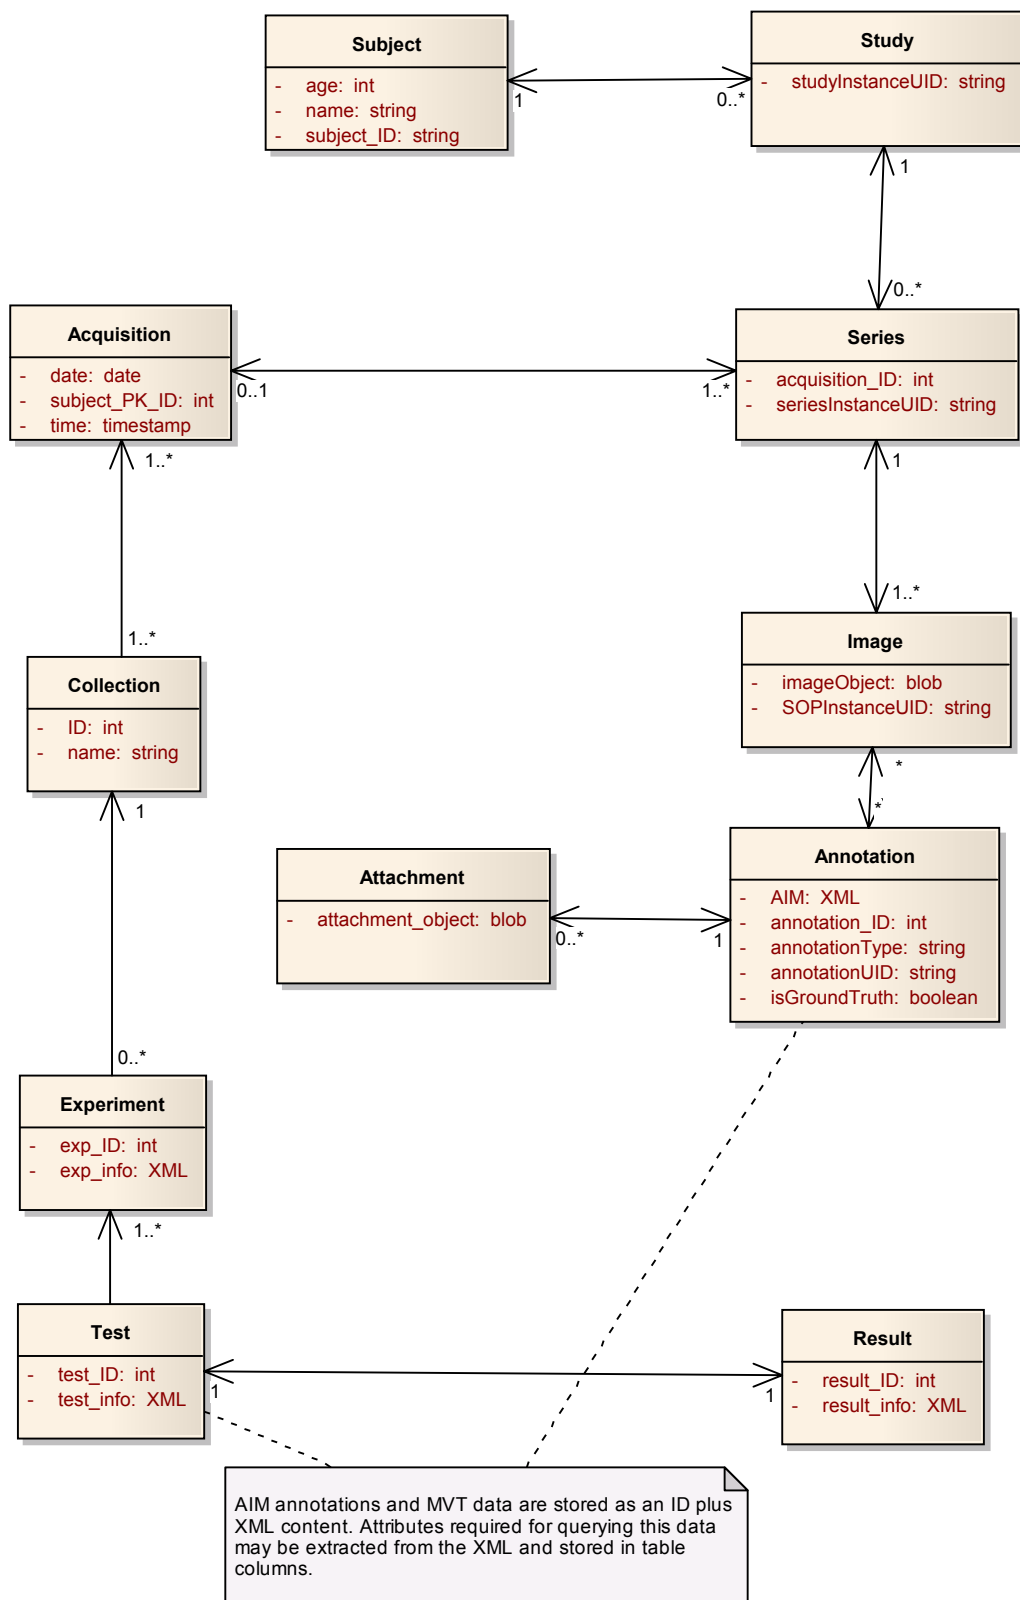 Subject
- age: int
- name: string
- subject_ID: string
1
0..*
Study
- studyInstanceUID: string
1
0..*
Acquisition
- date: date
- subject_PK_ID: int
- time: timestamp
0..1
1..*
Series
- acquisition_ID: int
- seriesInstanceUID: string
1..*
1
1..*
1..*
Collection
- ID: int
- name: string
Image
- imageObject: blob
- SOPInstanceUID: string
1
*
*
Attachment
- attachment_object: blob
0..*
1
Annotation
- AIM: XML
- annotation_ID: int
- annotationType: string
- annotationUID: string
- isGroundTruth: boolean
0..*
Experiment
- exp_ID: int
- exp_info: XML
1..*
Test
- test_ID: int
- test_info: XML
1
1
Result
- result_ID: int
- result_info: XML
AIM annotations and MVT data are stored as an ID plus
XML content. Attributes required for querying this data
may be extracted from the XML and stored in table
columns.